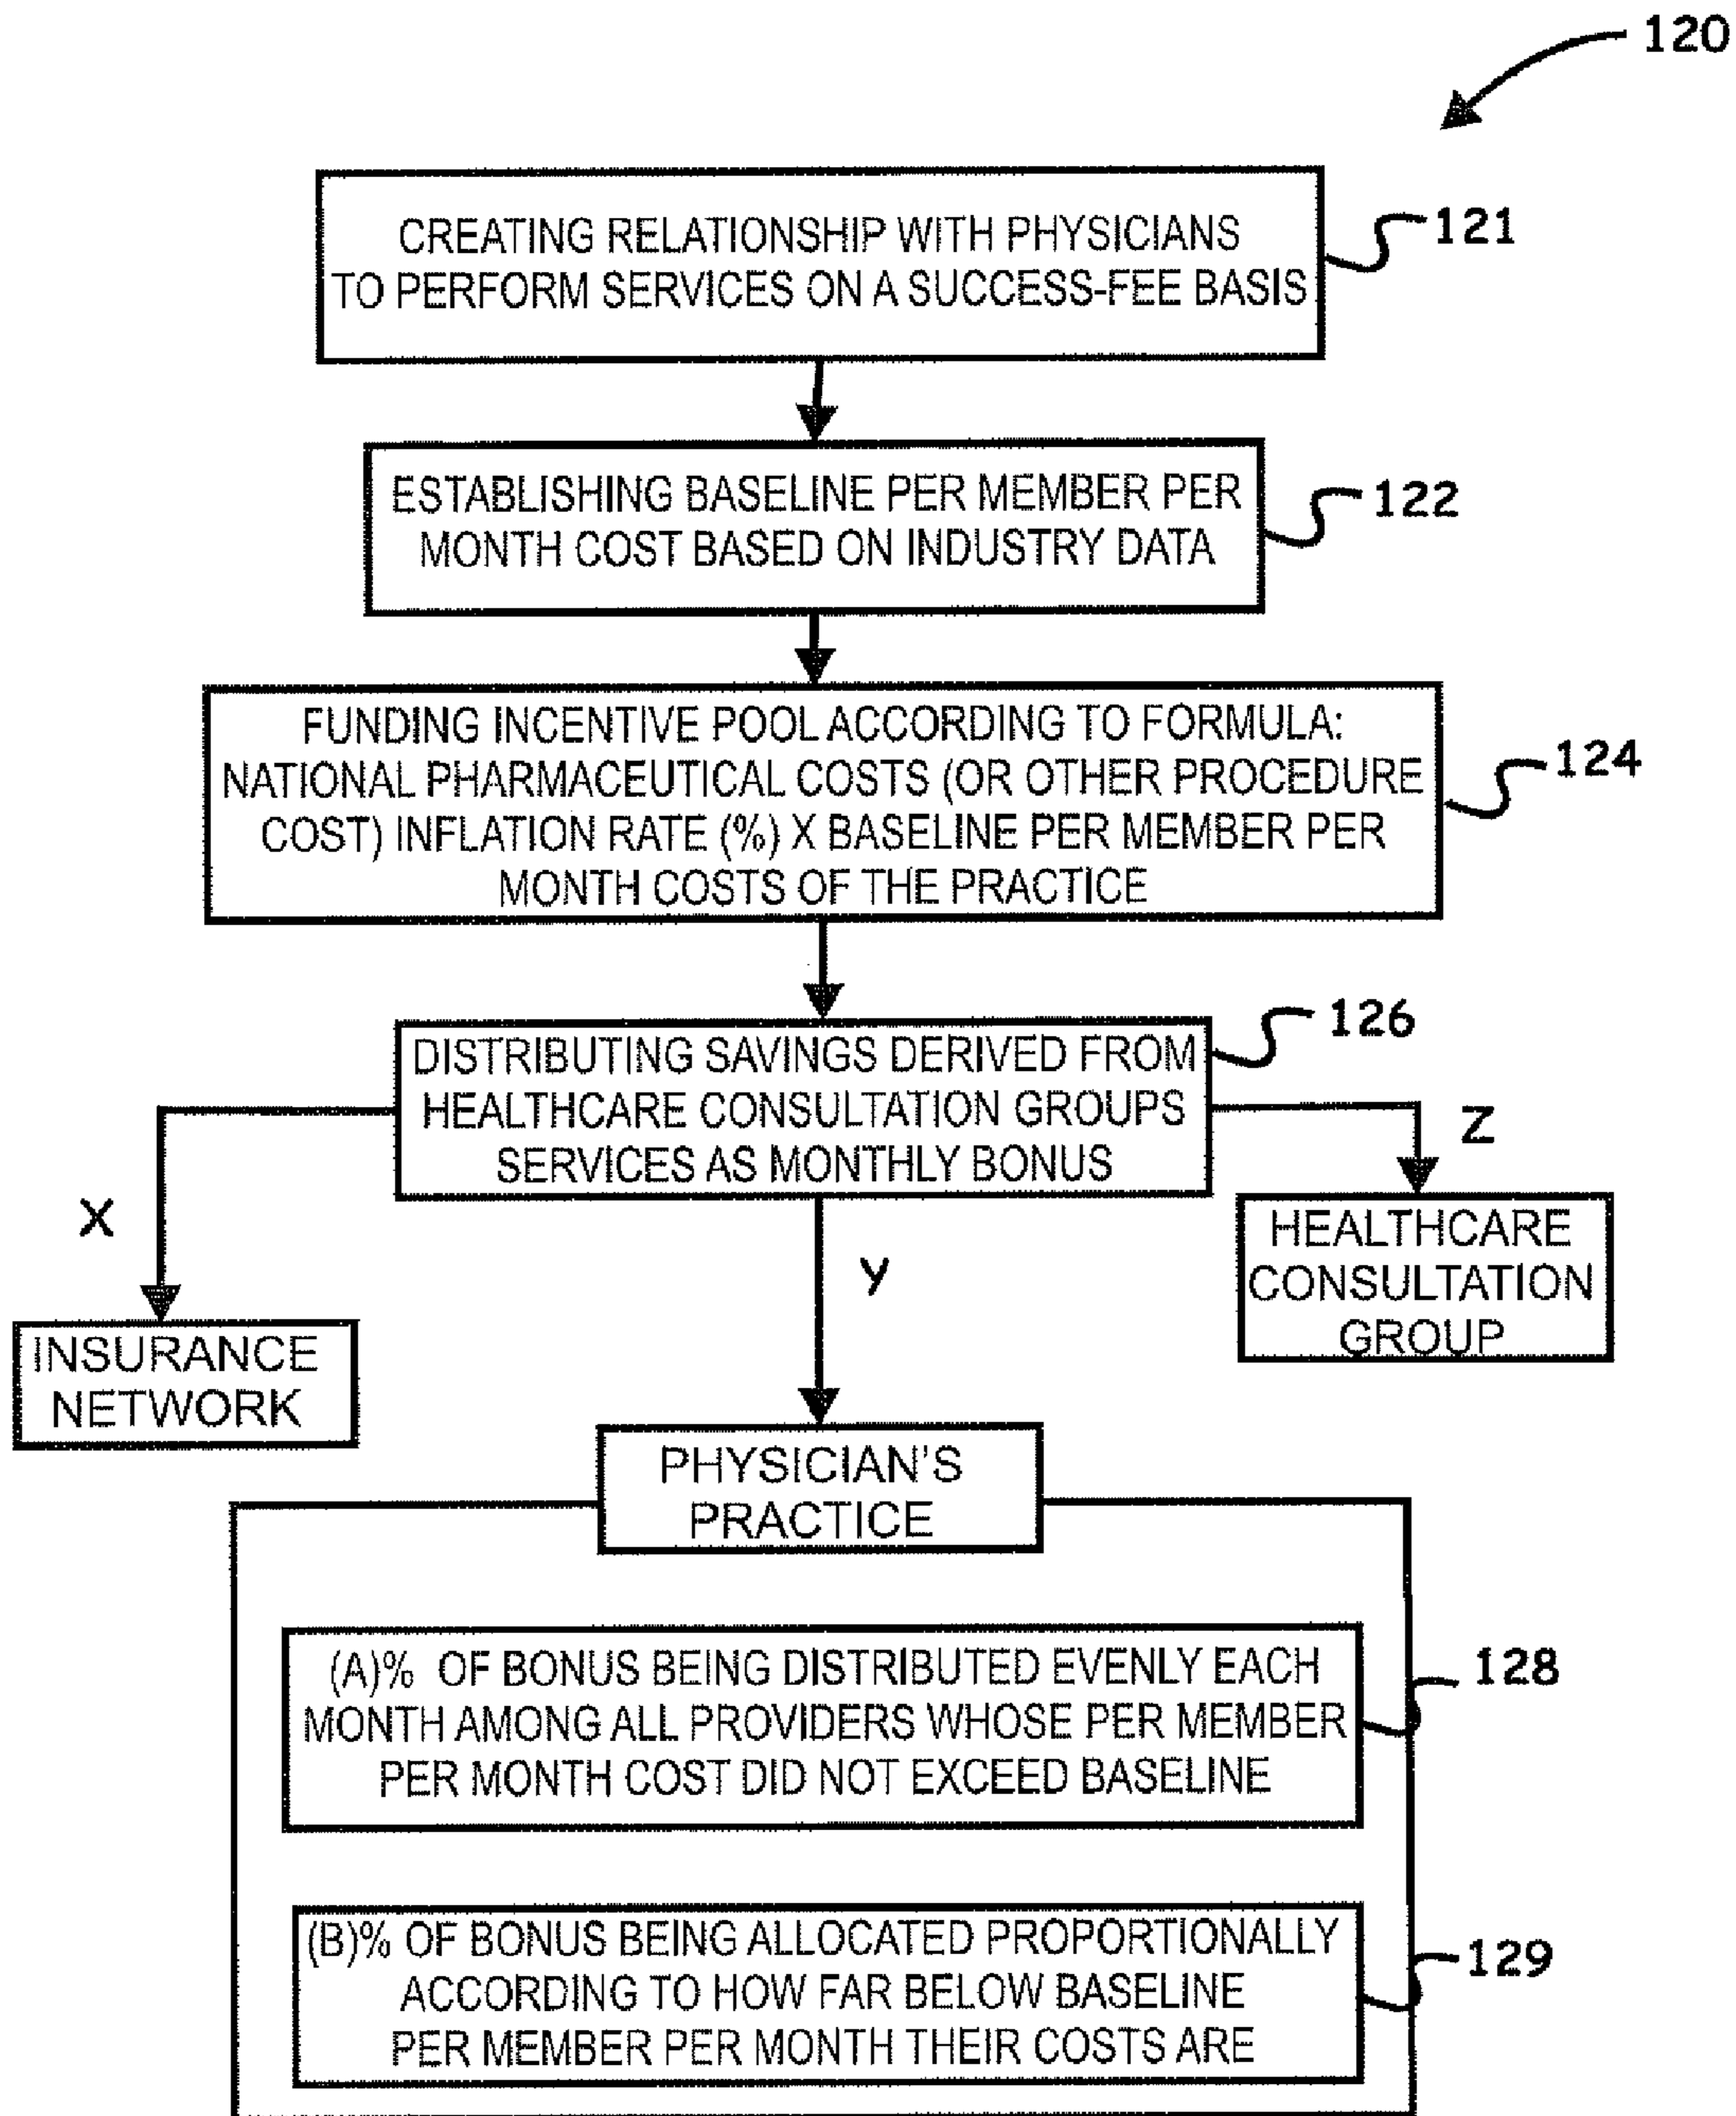 120
CREATING RELATIONSHIP WITH PHYSICIANS
TO PERFORM SERVICES ON A SUCCESS-FEE BASIS
121
ESTABLISHING BASELINE PER MEMBER PER
MONTH COST BASED ON INDUSTRY DATA
122
FUNDING INCENTIVE POOL ACCORDING TO FORMULA:
NATIONAL PHARMACEUTICAL COSTS (OR OTHER PROCEDURE
COST) INFLATION RATE (%) X BASELINE PER MEMBER PER
MONTH COSTS OF THE PRACTICE
124
DISTRIBUTING SAVINGS DERIVED FROM
HEALTHCARE CONSULTATION GROUPS
SERVICES AS MONTHLY BONUS
126
X
Y
Z
INSURANCE
NETWORK
HEALTHCARE
CONSULTATION
GROUP
PHYSICIAN'S
PRACTICE
(A)% OF BONUS BEING DISTRIBUTED EVENLY EACH
MONTH AMONG ALL PROVIDERS WHOSE PER MEMBER
PER MONTH COST DID NOT EXCEED BASELINE
128
(B)% OF BONUS BEING ALLOCATED PROPORTIONALLY
ACCORDING TO HOW FAR BELOW BASELINE
PER MEMBER PER MONTH THEIR COSTS ARE
129